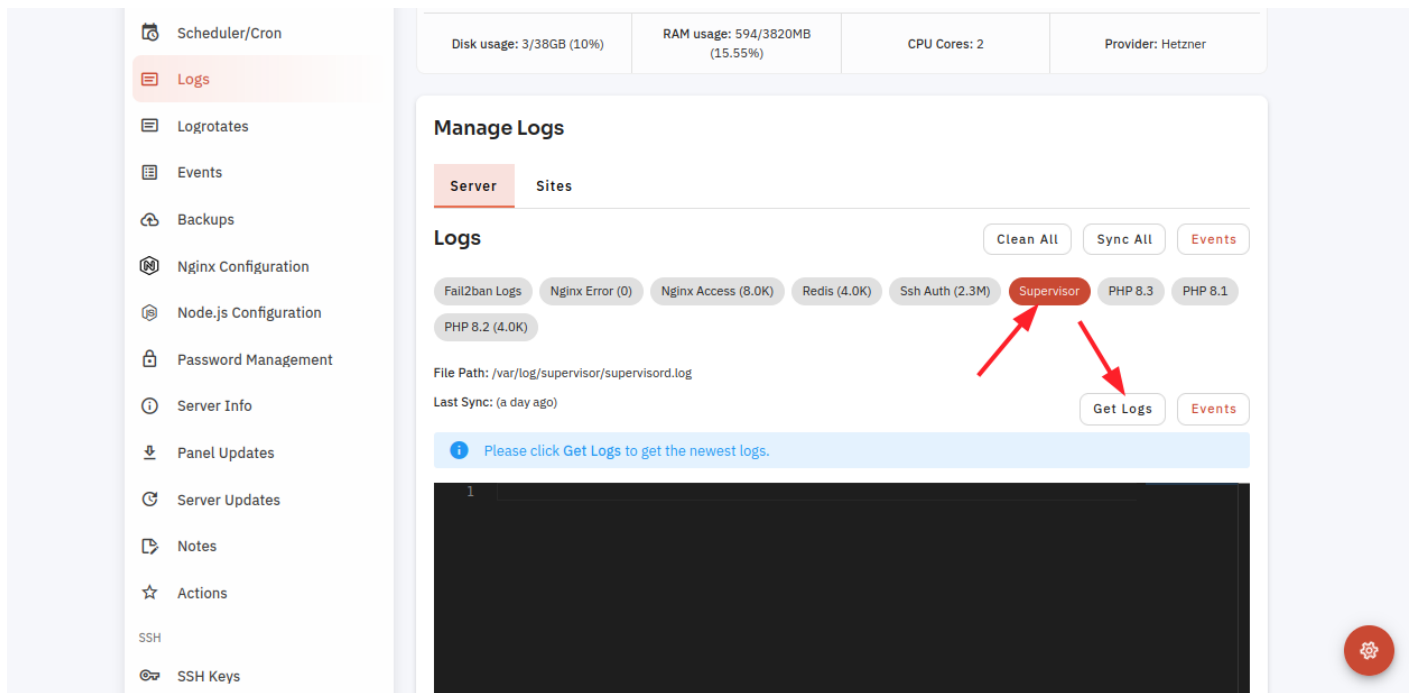 Scheduler/Cron
Logs
Logrotates
Events
Backups
Nginx Configuration
Node.js Configuration
Password Management
Server Info
Panel Updates
Server Updates
Notes
Actions
SSH
SSH Keys
Disk usage: 3/38GB (10%)
RAM usage: 594/3820MB
(15.55%)
CPU Cores: 2
Provider: Hetzner
Manage Logs
Server Sites
Logs
Clean All Sync All Events
Fail2ban Logs Nginx Error (0) Nginx Access (8.0K) Redis (4.0K) Ssh Auth (2.3M) Supervisor PHP 8.3 PHP 8.1
PHP 8.2 (4.0K)
File Path: /var/log/supervisor/supervisord.log
Last Sync: (a day ago)
Get Logs Events
Please click Get Logs to get the newest logs.
1